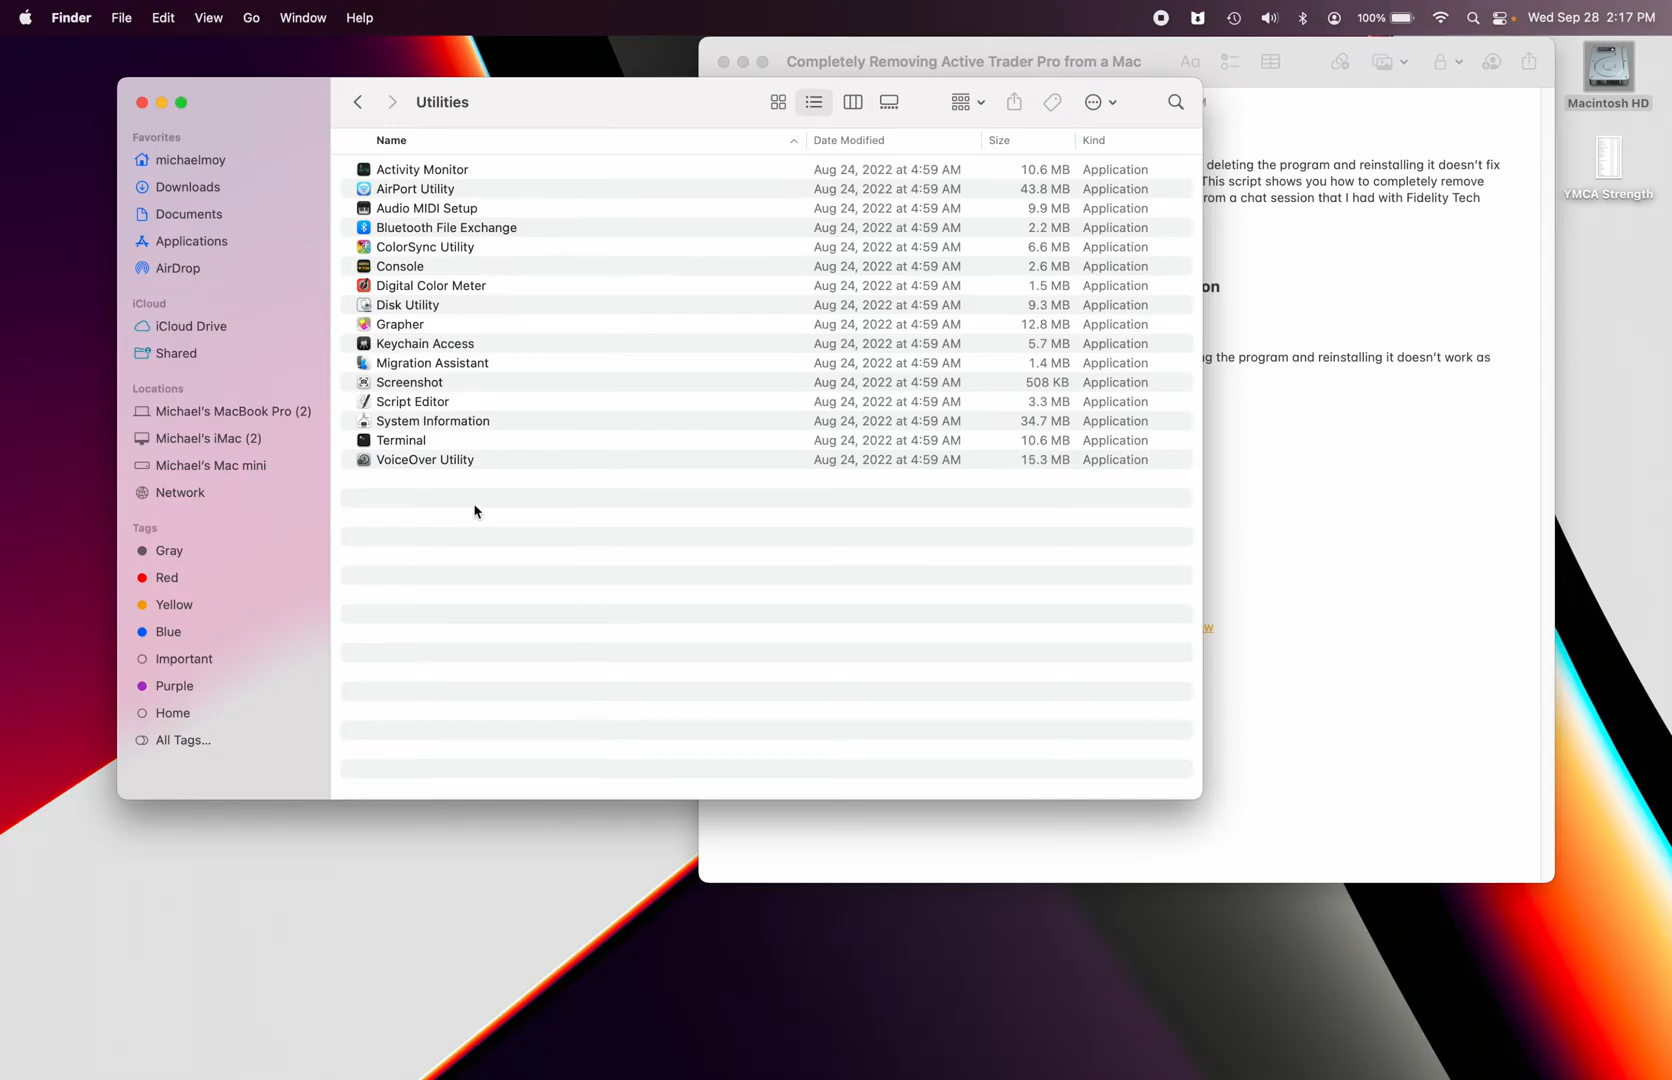 Finder File Edit View Go Window Help
100% Wed Sep 28 2:17 PM
Completely Removing Active Trader Pro from a Mac
Aa
Macintosh HD
YMCA Strength
Utilities
Favorites
michaelmoy
Downloads
Documents
Applications
AirDrop
iCloud
iCloud Drive
Shared
Locations
Michael's MacBook Pro (2)
Michael's iMac (2)
Michael's Mac mini
Network
Tags
Gray
Red
Yellow
Blue
Important
Purple
Home
All Tags...
Name Date Modified Size Kind
Activity Monitor Aug 24, 2022 at 4:59 AM 10.6 MB Application
AirPort Utility Aug 24, 2022 at 4:59 AM 43.8 MB Application
Audio MIDI Setup Aug 24, 2022 at 4:59 AM 9.9 MB Application
Bluetooth File Exchange Aug 24, 2022 at 4:59 AM 2.2 MB Application
ColorSync Utility Aug 24, 2022 at 4:59 AM 6.6 MB Application
Console Aug 24, 2022 at 4:59 AM 2.6 MB Application
Digital Color Meter Aug 24, 2022 at 4:59 AM 1.5 MB Application
Disk Utility Aug 24, 2022 at 4:59 AM 9.3 MB Application
Grapher Aug 24, 2022 at 4:59 AM 12.8 MB Application
Keychain Access Aug 24, 2022 at 4:59 AM 5.7 MB Application
Migration Assistant Aug 24, 2022 at 4:59 AM 1.4 MB Application
Screenshot Aug 24, 2022 at 4:59 AM 508 KB Application
Script Editor Aug 24, 2022 at 4:59 AM 3.3 MB Application
System Information Aug 24, 2022 at 4:59 AM 34.7 MB Application
Terminal Aug 24, 2022 at 4:59 AM 10.6 MB Application
VoiceOver Utility Aug 24, 2022 at 4:59 AM 15.3 MB Application
deleting the program and reinstalling it doesn't fix
This script shows you how to completely remove
rom a chat session that I had with Fidelity Tech
on
g the program and reinstalling it doesn't work as
w